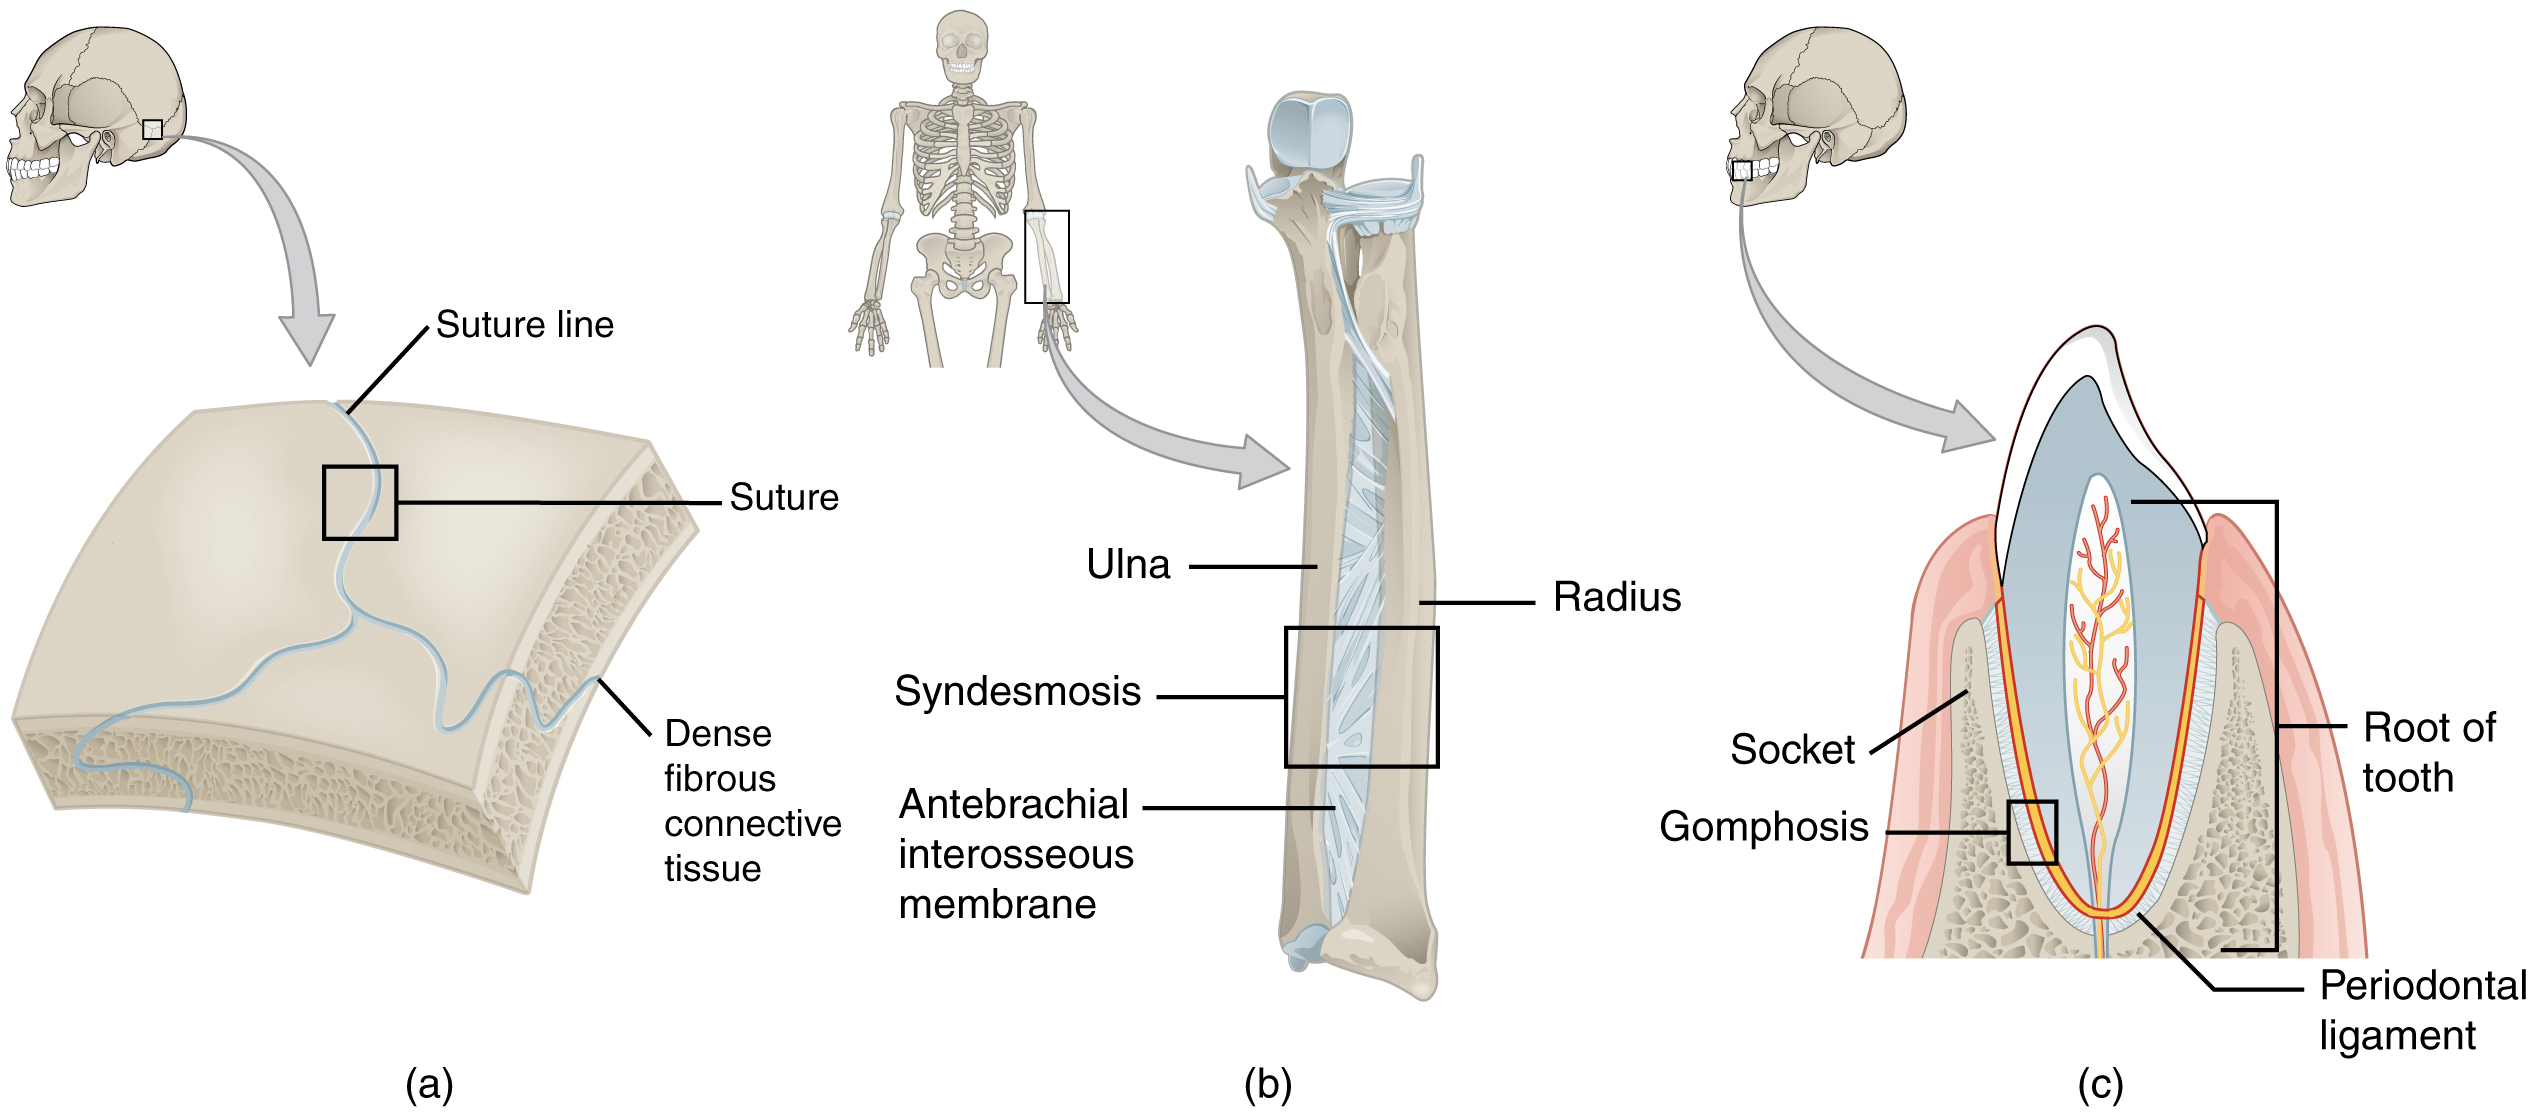 Suture line
Suture
Dense
fibrous
connective
tissue
(a)
Ulna
Radius
Syndesmosis
Antebrachial
interosseous
membrane
(b)
Socket
Gomphosis
Root of
tooth
Periodontal
ligament
(c)